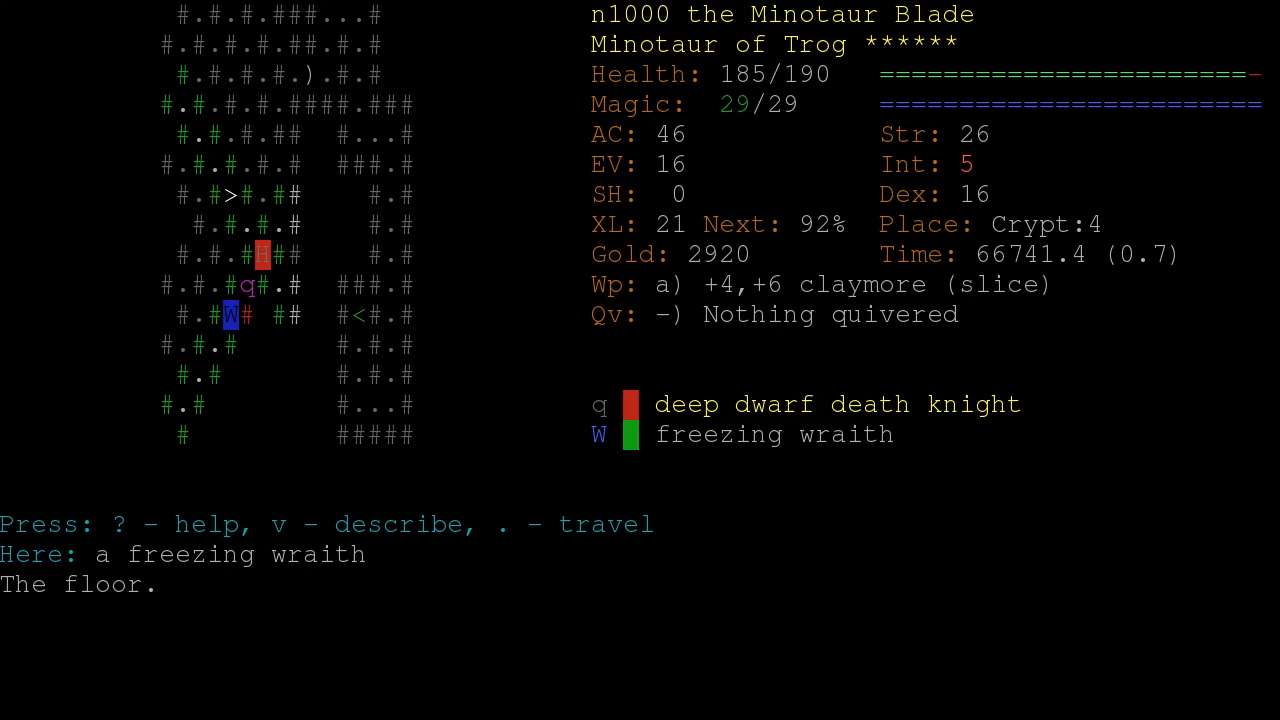 #.#.#.###...#
n1000 the Minotaur Blade
#.#.#.#.##.#.#
Minotaur of Trog ******
#.#.#.#.).#.#
Health: 185/190 =======================-
#.#.#.#.####.###
Magic: 29/29 ========================
#.#.#.## #...#
AC: 46 Str: 26
#.#.#.#.# ###.#
EV: 16 Int: 5
#.#>#.## #.#
SH: 0 Dex: 16
#.#.#.# #.#
XL: 21 Next: 92% Place: Crypt:4
#.#.#H## #.#
Gold: 2920 Time: 66741.4 (0.7)
#.#.#q#.# ###.#
Wp: a) +4,+6 claymore (slice)
#.#W# ## #<#.#
Qv: -) Nothing quivered
#.#.# #.#.#
#.# #.#.#
#.# #...#
q deep dwarf death knight
# #####
W freezing wraith
Press: ? - help, v - describe, . - travel
Here: a freezing wraith
The floor.